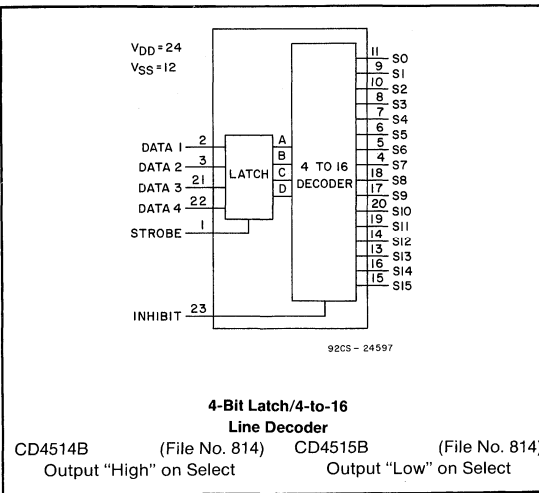 VDD=24
VSS=12
DATA 1 2
DATA 2 3
DATA 3 21
DATA 4 22
STROBE 1
INHIBIT 23
LATCH
A
B
C
D
4 TO 16
DECODER
11 S0
9 S1
10 S2
8 S3
7 S4
6 S5
5 S6
4 S7
18 S8
17 S9
20 S10
19 S11
14 S12
13 S13
16 S14
15 S15
92CS-24597
4-Bit Latch/4-to-16
Line Decoder
CD4514B (File No. 814) CD4515B (File No. 814)
Output "High" on Select Output "Low" on Select